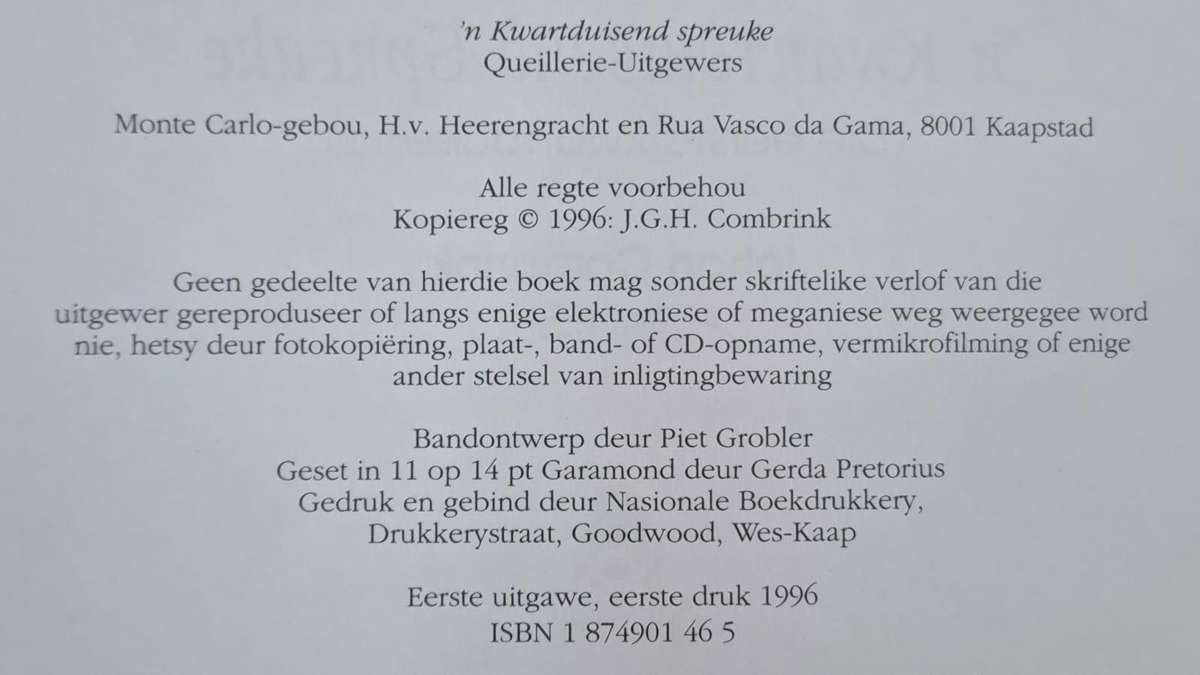 'n Kwartduisend spreuke
Queillerie-Uitgewers
Monte Carlo-gebou, H.v. Heerengracht en Rua Vasco da Gama, 8001 Kaapstad
Alle regte voorbehou
Kopiereg © 1996: J.G.H. Combrink
Geen gedeelte van hierdie boek mag sonder skriftelike verlof van die
uitgewer gereproduseer of langs enige elektroniese of meganiese weg weergegee word
nie, hetsy deur fotokopiëring, plaat-, band- of CD-opname, vermikrofilming of enige
ander stelsel van inligtingbewaring
Bandontwerp deur Piet Grobler
Geset in 11 op 14 pt Garamond deur Gerda Pretorius
Gedruk en gebind deur Nasionale Boekdrukkery,
Drukkerystraat, Goodwood, Wes-Kaap
Eerste uitgawe, eerste druk 1996
ISBN 1 874901 46 5